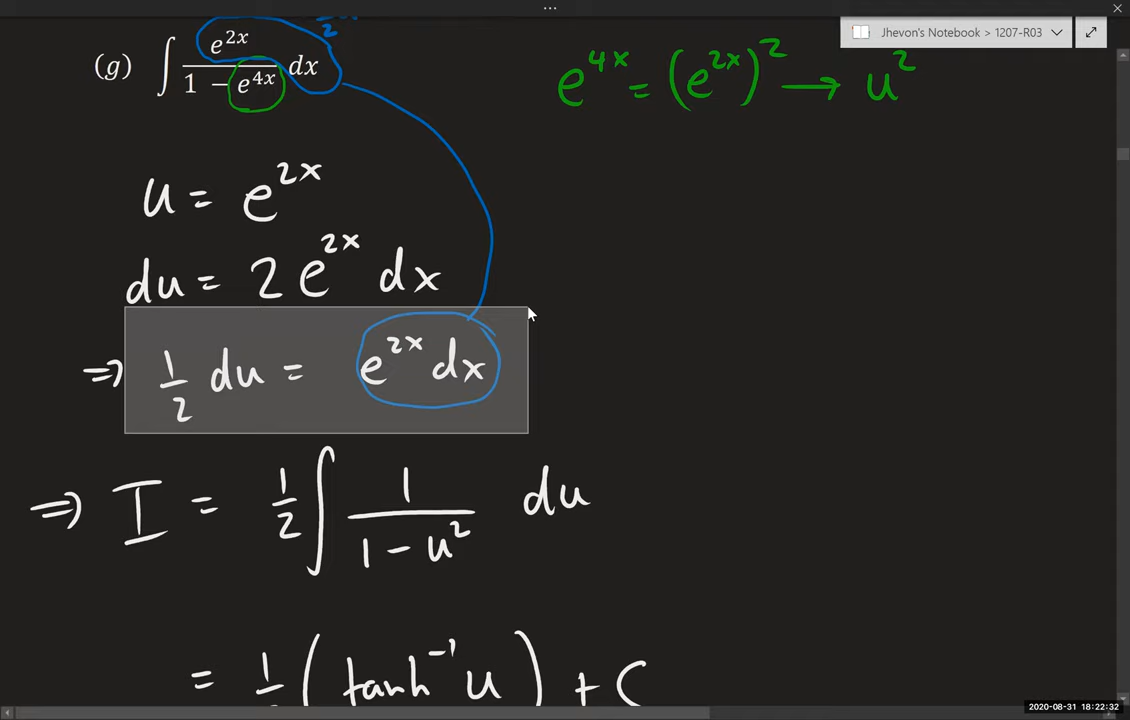 Jhevon's Notebook > 1207-R03
(g) ∫ e^{2x} / (1 − e^{4x}) dx
e^{4x} = (e^{2x})^2 → u^2
u = e^{2x}
du = 2 e^{2x} dx
⇒ 1/2 du = e^{2x} dx
⇒ I = 1/2 ∫ 1 / (1 − u^2) du
= 1/2 (tanh^{-1} u) + C
2020-08-31 18:22:32